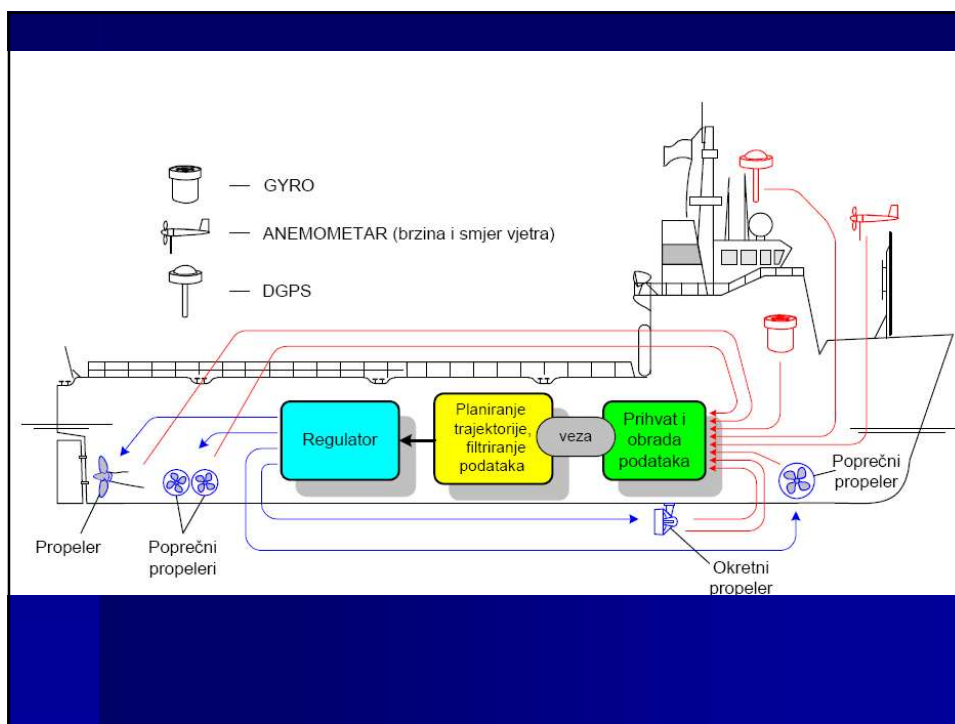 — GYRO
— ANEMOMETAR (brzina i smjer vjetra)
— DGPS
Regulator
Planiranje
trajektorije,
filtriranje
podataka
veza
Prihvat i
obrada
podataka
Poprečni
propeler
Propeler
Poprečni
propeleri
Okretni
propeler